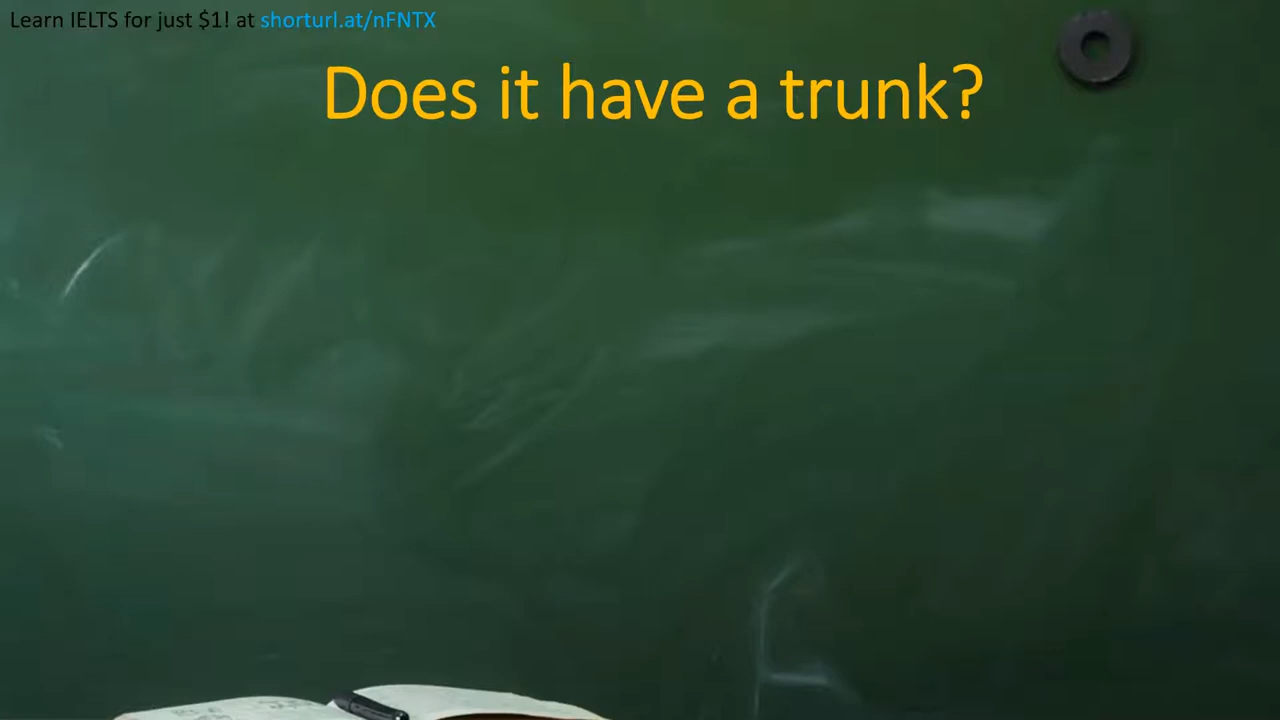 Learn IELTS for just $1! at shorturl.at/nFNTX
Does it have a trunk?